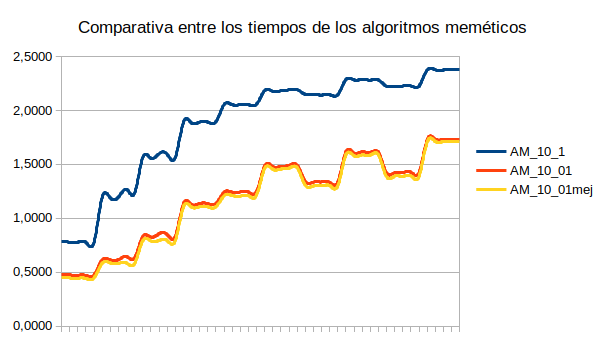 Comparativa entre los tiempos de los algoritmos meméticos
2,5000
2,0000
1,5000
1,0000
0,5000
0,0000
AM_10_1
AM_10_01
AM_10_01mej